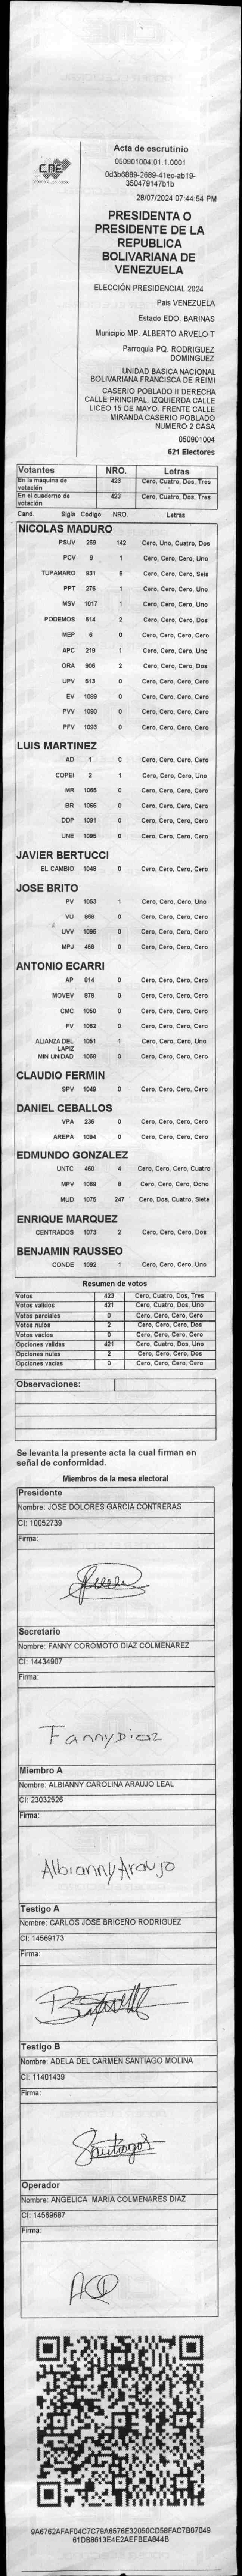 CNE
Acta de escrutinio
050901004.01.1.0001
0d3b6889-2689-41ec-ab19-
350479147b1b
28/07/2024 07:44:54 PM
PRESIDENTA O
PRESIDENTE DE LA
REPUBLICA
BOLIVARIANA DE
VENEZUELA
ELECCIÓN PRESIDENCIAL 2024
País VENEZUELA
Estado EDO. BARINAS
Municipio MP. ALBERTO ARVELO T
Parroquia PQ. RODRIGUEZ
DOMINGUEZ
UNIDAD BASICA NACIONAL
BOLIVARIANA FRANCISCA DE REIMI
CASERIO POBLADO II DERECHA
CALLE PRINCIPAL. IZQUIERDA CALLE
LICEO 15 DE MAYO. FRENTE CALLE
MIRANDA CASERIO POBLADO
NUMERO 2 CASA
050901004
621 Electores
Votantes NRO. Letras
En la máquina de votación 423 Cero, Cuatro, Dos, Tres
En el cuaderno de votación 423 Cero, Cuatro, Dos, Tres
Cand. Sigla Código NRO. Letras
NICOLAS MADURO
PSUV 269 142 Cero, Uno, Cuatro, Dos
PCV 9 1 Cero, Cero, Cero, Uno
TUPAMARO 931 6 Cero, Cero, Cero, Seis
PPT 276 1 Cero, Cero, Cero, Uno
MSV 1017 1 Cero, Cero, Cero, Uno
PODEMOS 514 2 Cero, Cero, Cero, Dos
MEP 6 0 Cero, Cero, Cero, Cero
APC 219 1 Cero, Cero, Cero, Uno
ORA 906 2 Cero, Cero, Cero, Dos
UPV 513 0 Cero, Cero, Cero, Cero
EV 1089 0 Cero, Cero, Cero, Cero
PVV 1090 0 Cero, Cero, Cero, Cero
PFV 1093 0 Cero, Cero, Cero, Cero
LUIS MARTINEZ
AD 1 0 Cero, Cero, Cero, Cero
COPEI 2 1 Cero, Cero, Cero, Uno
MR 1065 0 Cero, Cero, Cero, Cero
BR 1066 0 Cero, Cero, Cero, Cero
DDP 1091 0 Cero, Cero, Cero, Cero
UNE 1095 0 Cero, Cero, Cero, Cero
JAVIER BERTUCCI
EL CAMBIO 1048 0 Cero, Cero, Cero, Cero
JOSE BRITO
PV 1053 1 Cero, Cero, Cero, Uno
VU 969 0 Cero, Cero, Cero, Cero
UVV 1096 0 Cero, Cero, Cero, Cero
MPJ 458 0 Cero, Cero, Cero, Cero
ANTONIO ECARRI
AP 814 0 Cero, Cero, Cero, Cero
MOVEV 878 0 Cero, Cero, Cero, Cero
CMC 1050 0 Cero, Cero, Cero, Cero
FV 1062 0 Cero, Cero, Cero, Cero
ALIANZA DEL LAPIZ 1051 1 Cero, Cero, Cero, Uno
MIN UNIDAD 1088 0 Cero, Cero, Cero, Cero
CLAUDIO FERMIN
SPV 1049 0 Cero, Cero, Cero, Cero
DANIEL CEBALLOS
VPA 236 0 Cero, Cero, Cero, Cero
AREPA 1094 0 Cero, Cero, Cero, Cero
EDMUNDO GONZALEZ
UNTC 460 4 Cero, Cero, Cero, Cuatro
MPV 1069 8 Cero, Cero, Cero, Ocho
MUD 1075 247 Cero, Dos, Cuatro, Siete
ENRIQUE MARQUEZ
CENTRADOS 1073 2 Cero, Cero, Cero, Dos
BENJAMIN RAUSSEO
CONDE 1092 1 Cero, Cero, Cero, Uno
Resumen de votos
Votos 423 Cero, Cuatro, Dos, Tres
Votos validos 421 Cero, Cuatro, Dos, Uno
Votos parciales 0 Cero, Cero, Cero, Cero
Votos nulos 2 Cero, Cero, Cero, Dos
Votos vacios 0 Cero, Cero, Cero, Cero
Opciones validas 421 Cero, Cuatro, Dos, Uno
Opciones nulas 2 Cero, Cero, Cero, Dos
Opciones vacias 0 Cero, Cero, Cero, Cero
Observaciones:
Se levanta la presente acta la cual firman en
señal de conformidad.
Miembros de la mesa electoral
Presidente
Nombre: JOSE DOLORES GARCIA CONTRERAS
CI: 10052739
Firma:
Secretario
Nombre: FANNY COROMOTO DIAZ COLMENAREZ
CI: 14434907
Firma:
Fanny Diaz
Miembro A
Nombre: ALBIANNY CAROLINA ARAUJO LEAL
CI: 23032526
Firma:
Albianny Araujo
Testigo A
Nombre: CARLOS JOSE BRICEÑO RODRIGUEZ
CI: 14569173
Firma:
Testigo B
Nombre: ADELA DEL CARMEN SANTIAGO MOLINA
CI: 11401439
Firma:
Santiago
Operador
Nombre: ANGELICA MARIA COLMENARES DIAZ
CI: 14569687
Firma:
9A6762AFAF04C7C79A6576E32050CD58FAC7B07049
61DB8613E4E2AEFBEA844B